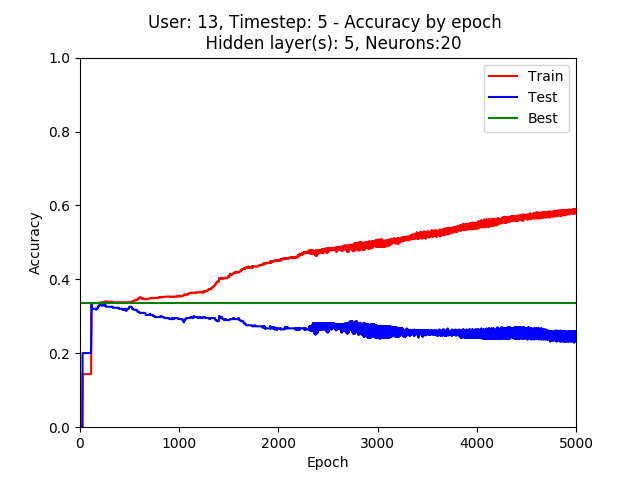 User: 13, Timestep: 5 - Accuracy by epoch
Hidden layer(s): 5, Neurons:20
1.0
0.8
0.6
0.4
0.2
0.0
Accuracy
Train
Test
Best
0 1000 2000 3000 4000 5000
Epoch